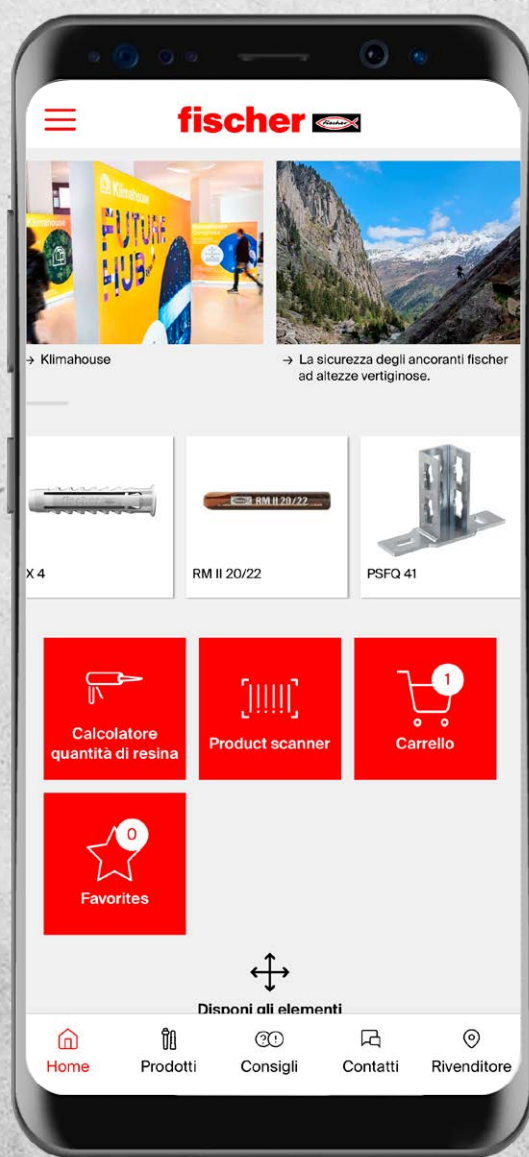 fischer
fischer
Klimahouse
FUTURE
HUB
→ Klimahouse
→ La sicurezza degli ancoranti fischer
ad altezze vertiginose.
fischer
RM II 20/22
X 4
RM II 20/22
PSFQ 41
1
Calcolatore
quantità di resina
Product scanner
Carrello
0
Favorites
Disponi gli elementi
Home
Prodotti
Consigli
Contatti
Rivenditore